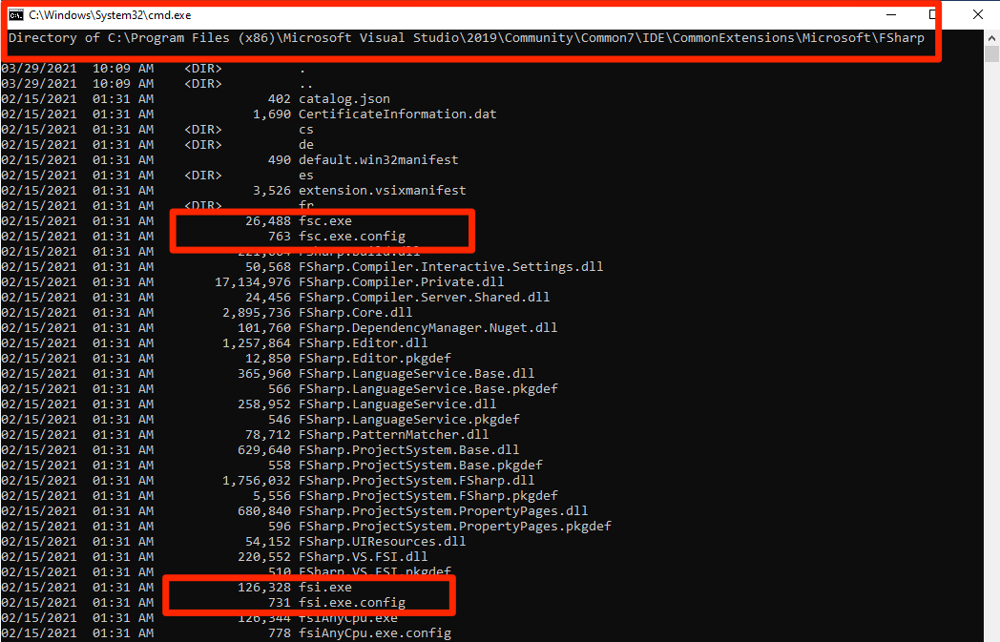 C:\Windows\System32\cmd.exe
Directory of C:\Program Files (x86)\Microsoft Visual Studio\2019\Community\Common7\IDE\CommonExtensions\Microsoft\FSharp
03/29/2021  10:09 AM    <DIR>          .
03/29/2021  10:09 AM    <DIR>          ..
02/15/2021  01:31 AM               402 catalog.json
02/15/2021  01:31 AM             1,690 CertificateInformation.dat
02/15/2021  01:31 AM    <DIR>          cs
02/15/2021  01:31 AM    <DIR>          de
02/15/2021  01:31 AM               490 default.win32manifest
02/15/2021  01:31 AM    <DIR>          es
02/15/2021  01:31 AM             3,526 extension.vsixmanifest
02/15/2021  01:31 AM    <DIR>          fr
02/15/2021  01:31 AM            26,488 fsc.exe
02/15/2021  01:31 AM               763 fsc.exe.config
02/15/2021  01:31 AM           FSharp.Build.dll
02/15/2021  01:31 AM            50,568 FSharp.Compiler.Interactive.Settings.dll
02/15/2021  01:31 AM        17,134,976 FSharp.Compiler.Private.dll
02/15/2021  01:31 AM            24,456 FSharp.Compiler.Server.Shared.dll
02/15/2021  01:31 AM         2,895,736 FSharp.Core.dll
02/15/2021  01:31 AM           101,760 FSharp.DependencyManager.Nuget.dll
02/15/2021  01:31 AM         1,257,864 FSharp.Editor.dll
02/15/2021  01:31 AM            12,850 FSharp.Editor.pkgdef
02/15/2021  01:31 AM           365,960 FSharp.LanguageService.Base.dll
02/15/2021  01:31 AM               566 FSharp.LanguageService.Base.pkgdef
02/15/2021  01:31 AM           258,952 FSharp.LanguageService.dll
02/15/2021  01:31 AM               546 FSharp.LanguageService.pkgdef
02/15/2021  01:31 AM            78,712 FSharp.PatternMatcher.dll
02/15/2021  01:31 AM           629,640 FSharp.ProjectSystem.Base.dll
02/15/2021  01:31 AM               558 FSharp.ProjectSystem.Base.pkgdef
02/15/2021  01:31 AM         1,756,032 FSharp.ProjectSystem.FSharp.dll
02/15/2021  01:31 AM             5,556 FSharp.ProjectSystem.FSharp.pkgdef
02/15/2021  01:31 AM           680,840 FSharp.ProjectSystem.PropertyPages.dll
02/15/2021  01:31 AM               596 FSharp.ProjectSystem.PropertyPages.pkgdef
02/15/2021  01:31 AM            54,152 FSharp.UIResources.dll
02/15/2021  01:31 AM           220,552 FSharp.VS.FSI.dll
02/15/2021  01:31 AM               510 FSharp.VS.FSI.pkgdef
02/15/2021  01:31 AM           126,328 fsi.exe
02/15/2021  01:31 AM               731 fsi.exe.config
02/15/2021  01:31 AM           126,344 fsiAnyCpu.exe
02/15/2021  01:31 AM               778 fsiAnyCpu.exe.config